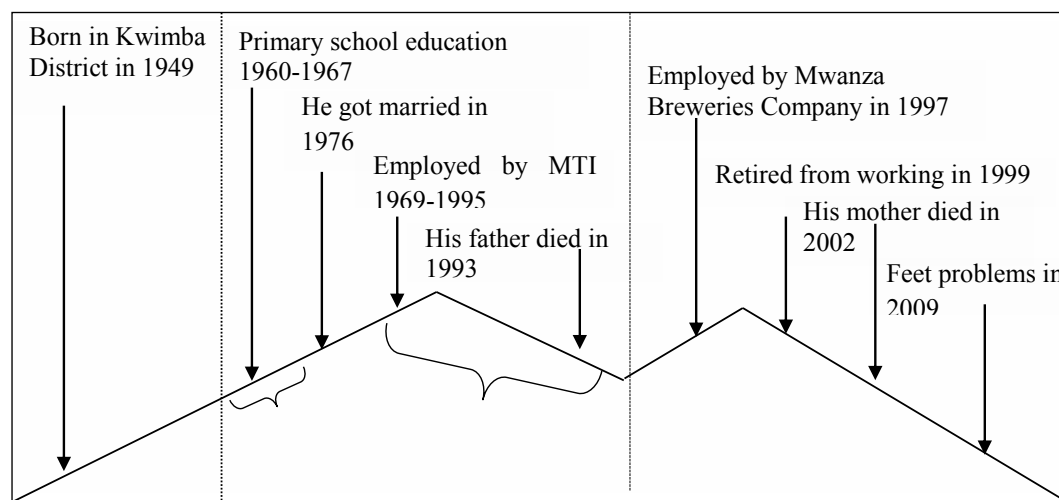 Born in Kwimba
District in 1949
Primary school education
1960-1967
He got married in
1976
Employed by MTI
1969-1995
His father died in
1993
Employed by Mwanza
Breweries Company in 1997
Retired from working in 1999
His mother died in
2002
Feet problems in
2009